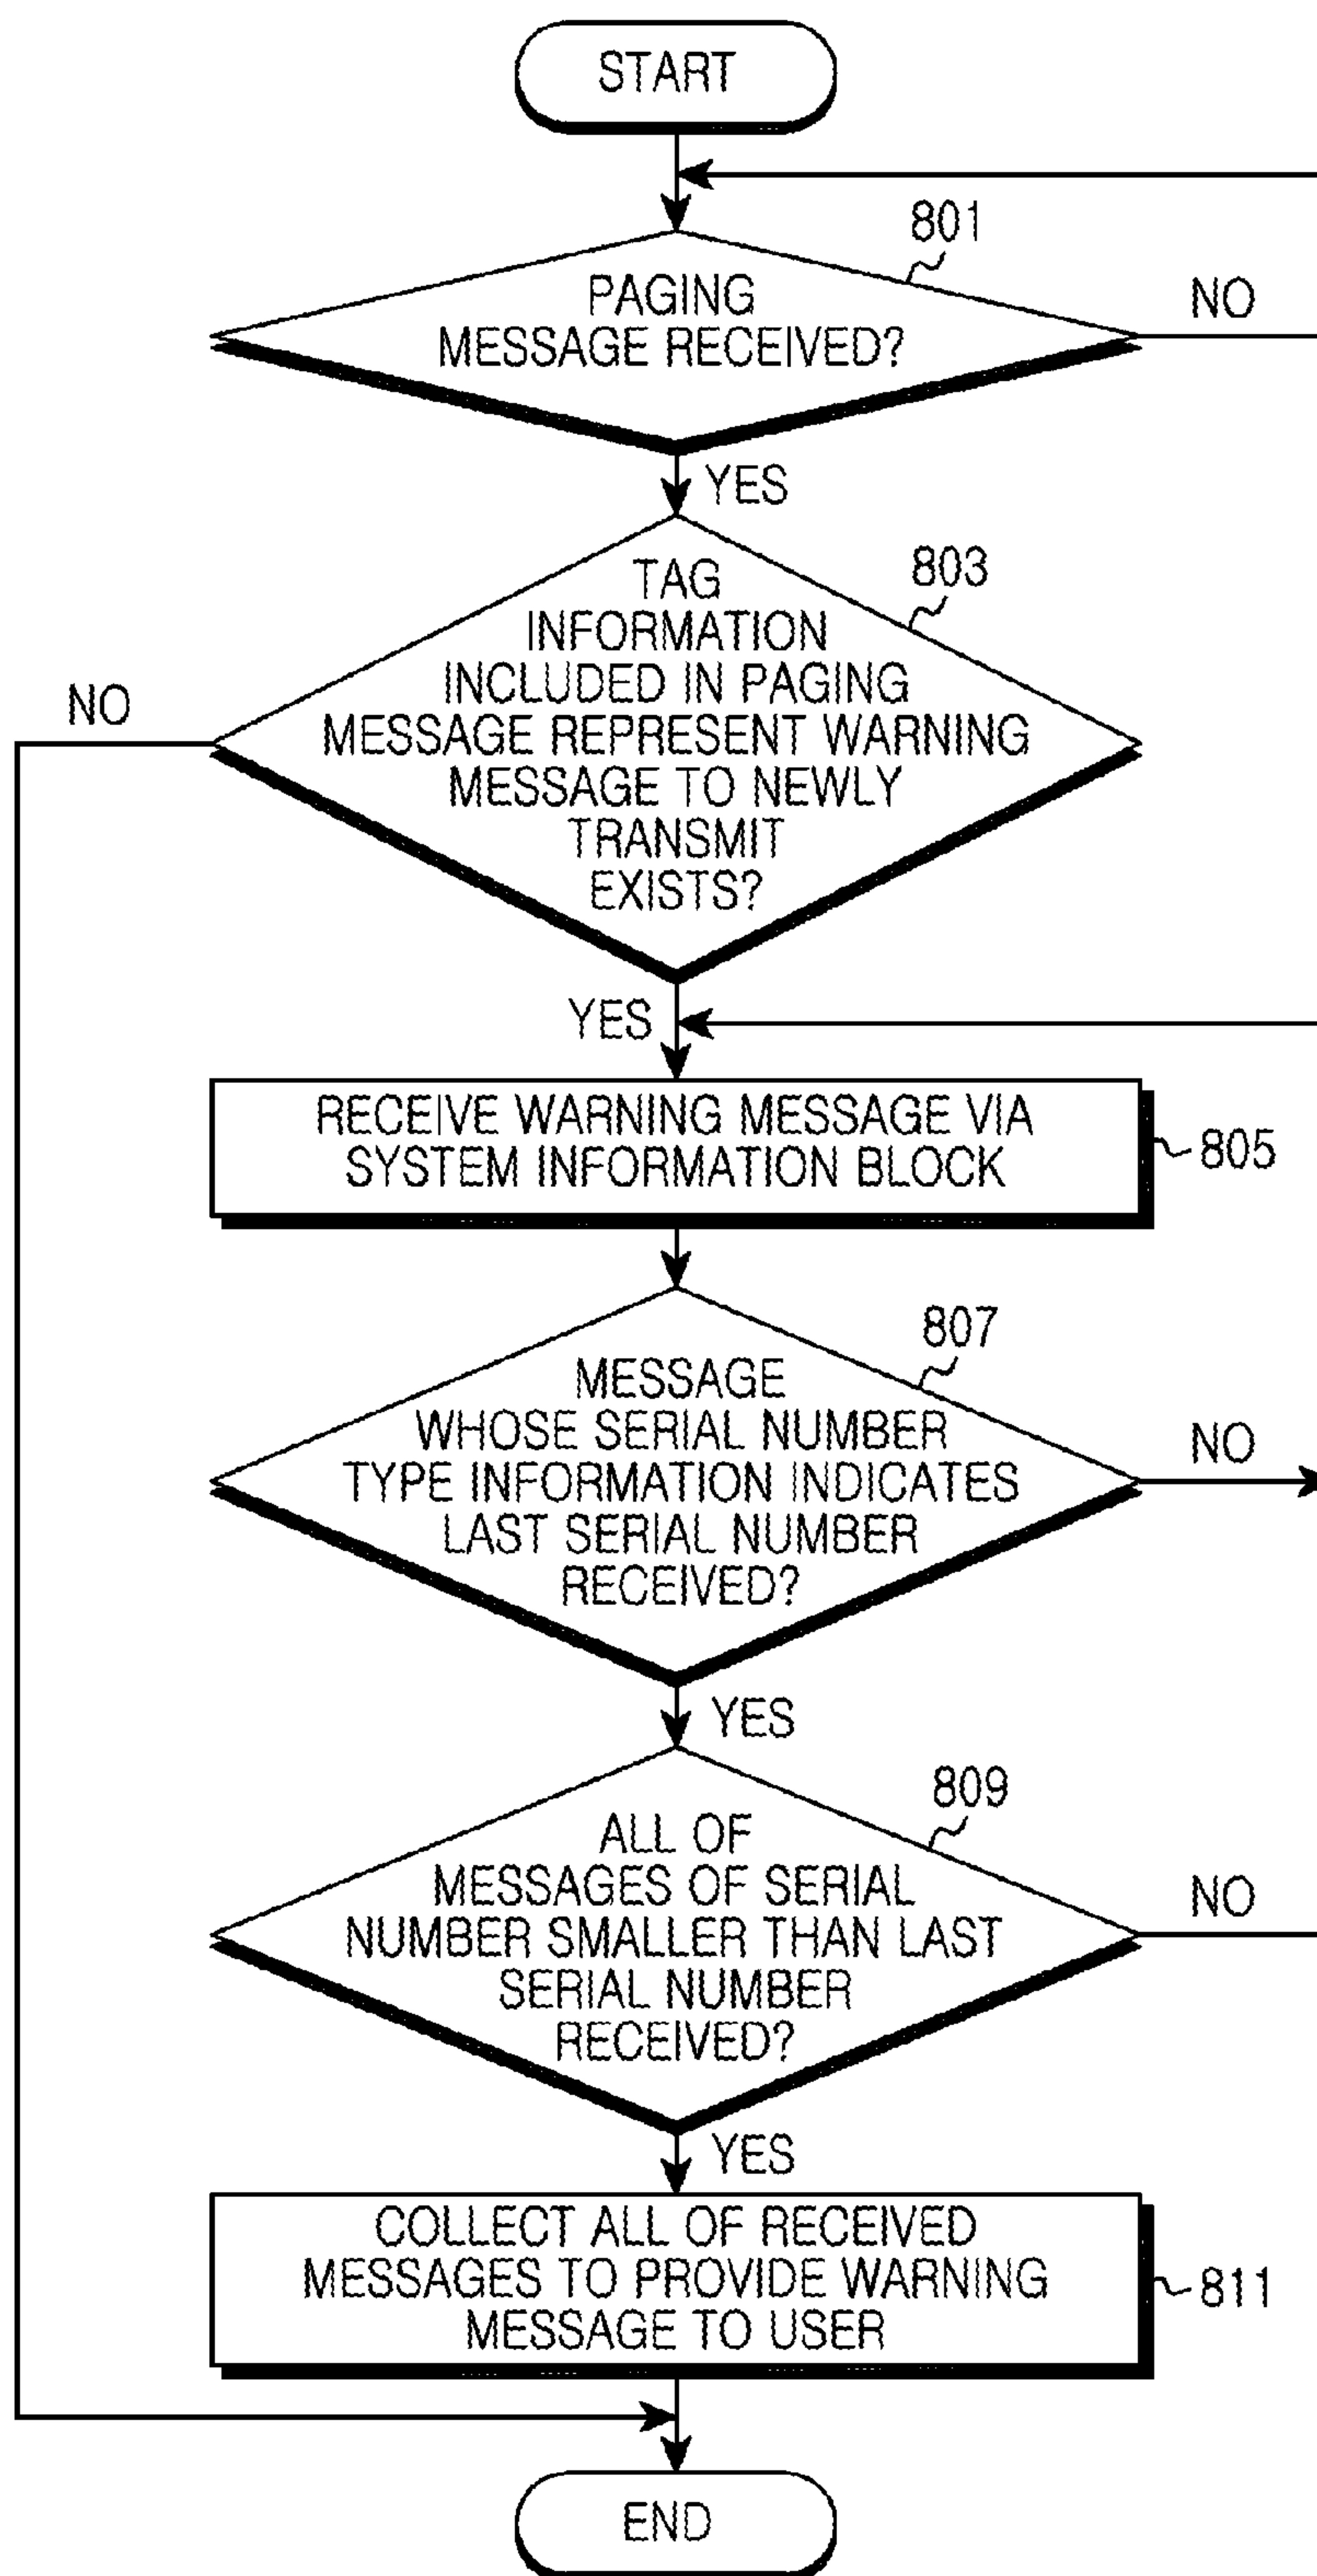 START
801
PAGING
MESSAGE RECEIVED?
NO
YES
803
TAG
INFORMATION
INCLUDED IN PAGING
MESSAGE REPRESENT WARNING
MESSAGE TO NEWLY
TRANSMIT
EXISTS?
NO
YES
RECEIVE WARNING MESSAGE VIA
SYSTEM INFORMATION BLOCK
805
807
MESSAGE
WHOSE SERIAL NUMBER
TYPE INFORMATION INDICATES
LAST SERIAL NUMBER
RECEIVED?
NO
YES
809
ALL OF
MESSAGES OF SERIAL
NUMBER SMALLER THAN LAST
SERIAL NUMBER
RECEIVED?
NO
YES
COLLECT ALL OF RECEIVED
MESSAGES TO PROVIDE WARNING
MESSAGE TO USER
811
END